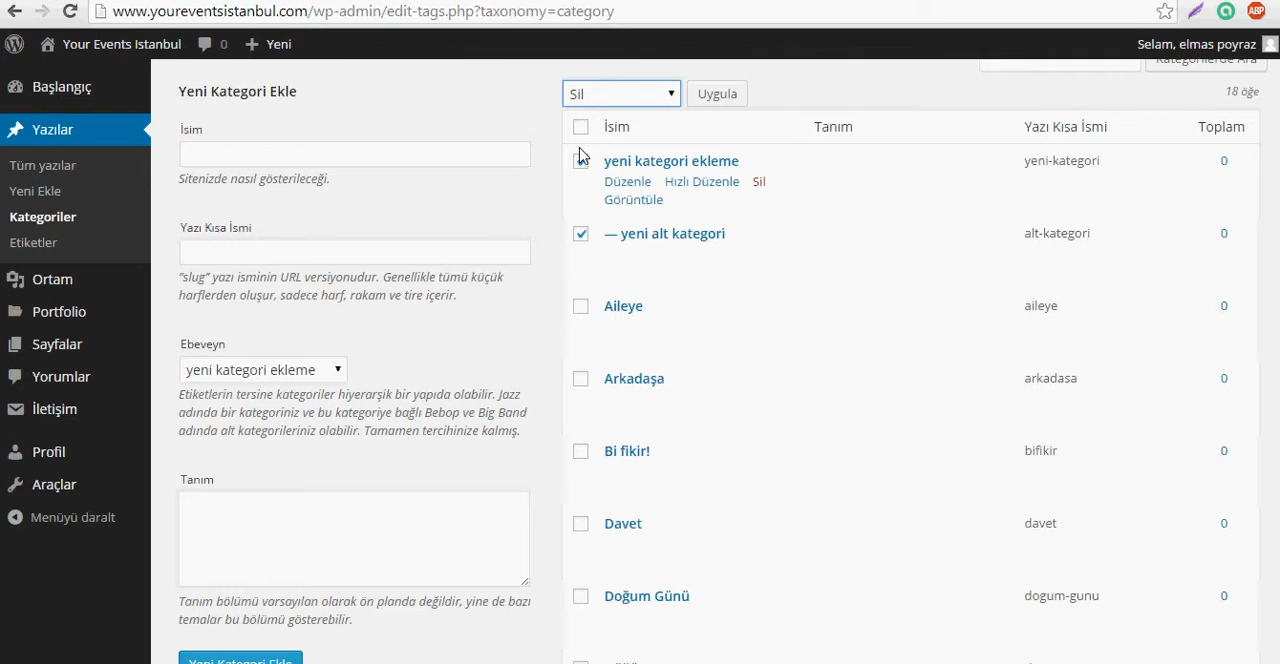 www.youreventsistanbul.com/wp-admin/edit-tags.php?taxonomy=category
ABP
Your Events Istanbul 0 Yeni Selam, elmas poyraz
Başlangıç
Yazılar
Tüm yazılar
Yeni Ekle
Kategoriler
Etiketler
Ortam
Portfolio
Sayfalar
Yorumlar
İletişim
Profil
Araçlar
Menüyü daralt
Yeni Kategori Ekle
İsim
Sitenizde nasıl gösterileceği.
Yazı Kısa İsmi
"slug" yazı isminin URL versiyonudur. Genellikle tümü küçük
harflerden oluşur, sadece harf, rakam ve tire içerir.
Ebeveyn
yeni kategori ekleme
Etiketlerin tersine kategoriler hiyerarşik bir yapıda olabilir. Jazz
adında bir kategoriniz ve bu kategoriye bağlı Bebop ve Big Band
adında alt kategorileriniz olabilir. Tamamen tercihinize kalmış.
Tanım
Tanım bölümü varsayılan olarak ön planda değildir, yine de bazı
temalar bu bölümü gösterebilir.
Yeni Kategori Ekle
Kategorilerde Ara
Sil Uygula 18 öğe
İsim Tanım Yazı Kısa İsmi Toplam
yeni kategori ekleme yeni-kategori 0
Düzenle Hızlı Düzenle Sil
Görüntüle
— yeni alt kategori alt-kategori 0
Aileye aileye 0
Arkadaşa arkadasa 0
Bi fikir! bifikir 0
Davet davet 0
Doğum Günü dogum-gunu 0